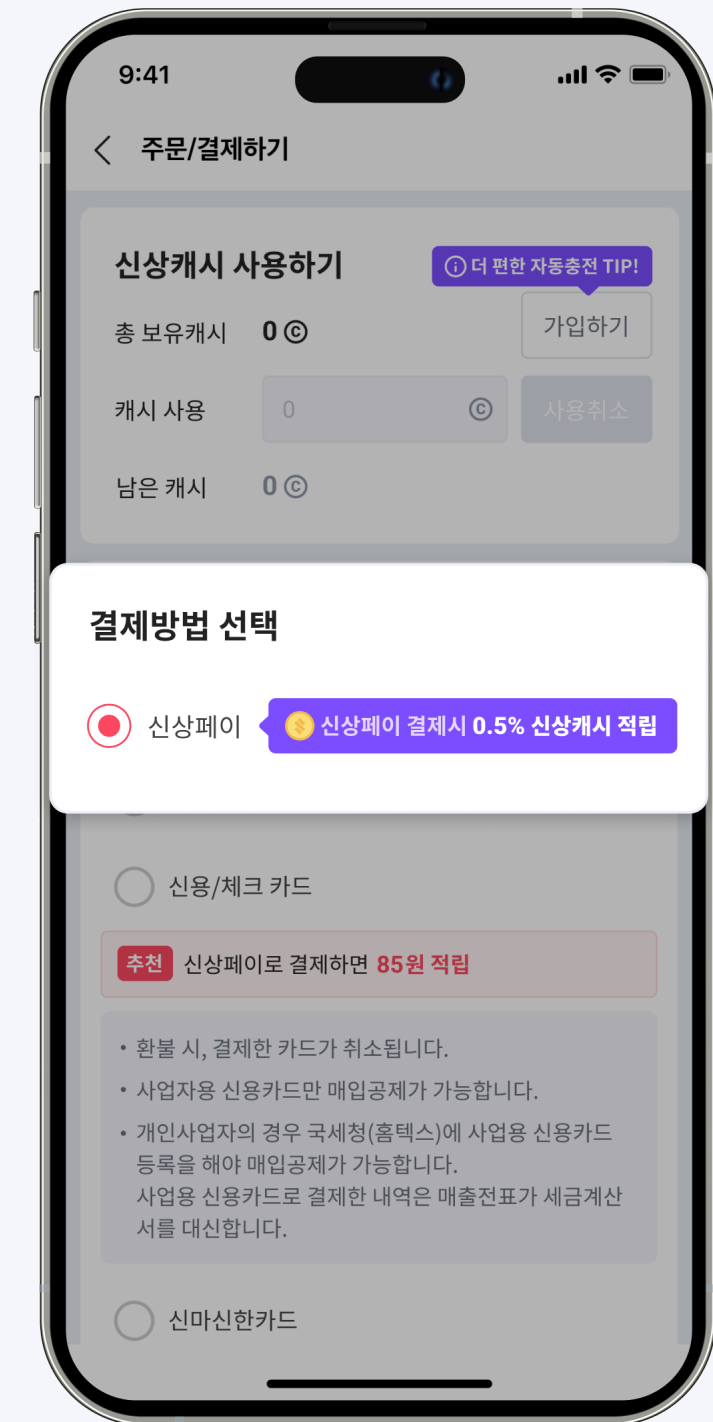 9:41
주문/결제하기
신상캐시 사용하기
더 편한 자동충전 TIP!
총 보유캐시 0 ⓒ 가입하기
캐시 사용 0 ⓒ 사용취소
남은 캐시 0 ⓒ
결제방법 선택
신상페이 신상페이 결제시 0.5% 신상캐시 적립
신용/체크 카드
추천 신상페이로 결제하면 85원 적립
• 환불 시, 결제한 카드가 취소됩니다.
• 사업자용 신용카드만 매입공제가 가능합니다.
• 개인사업자의 경우 국세청(홈텍스)에 사업용 신용카드
등록을 해야 매입공제가 가능합니다.
사업용 신용카드로 결제한 내역은 매출전표가 세금계산
서를 대신합니다.
신마신한카드